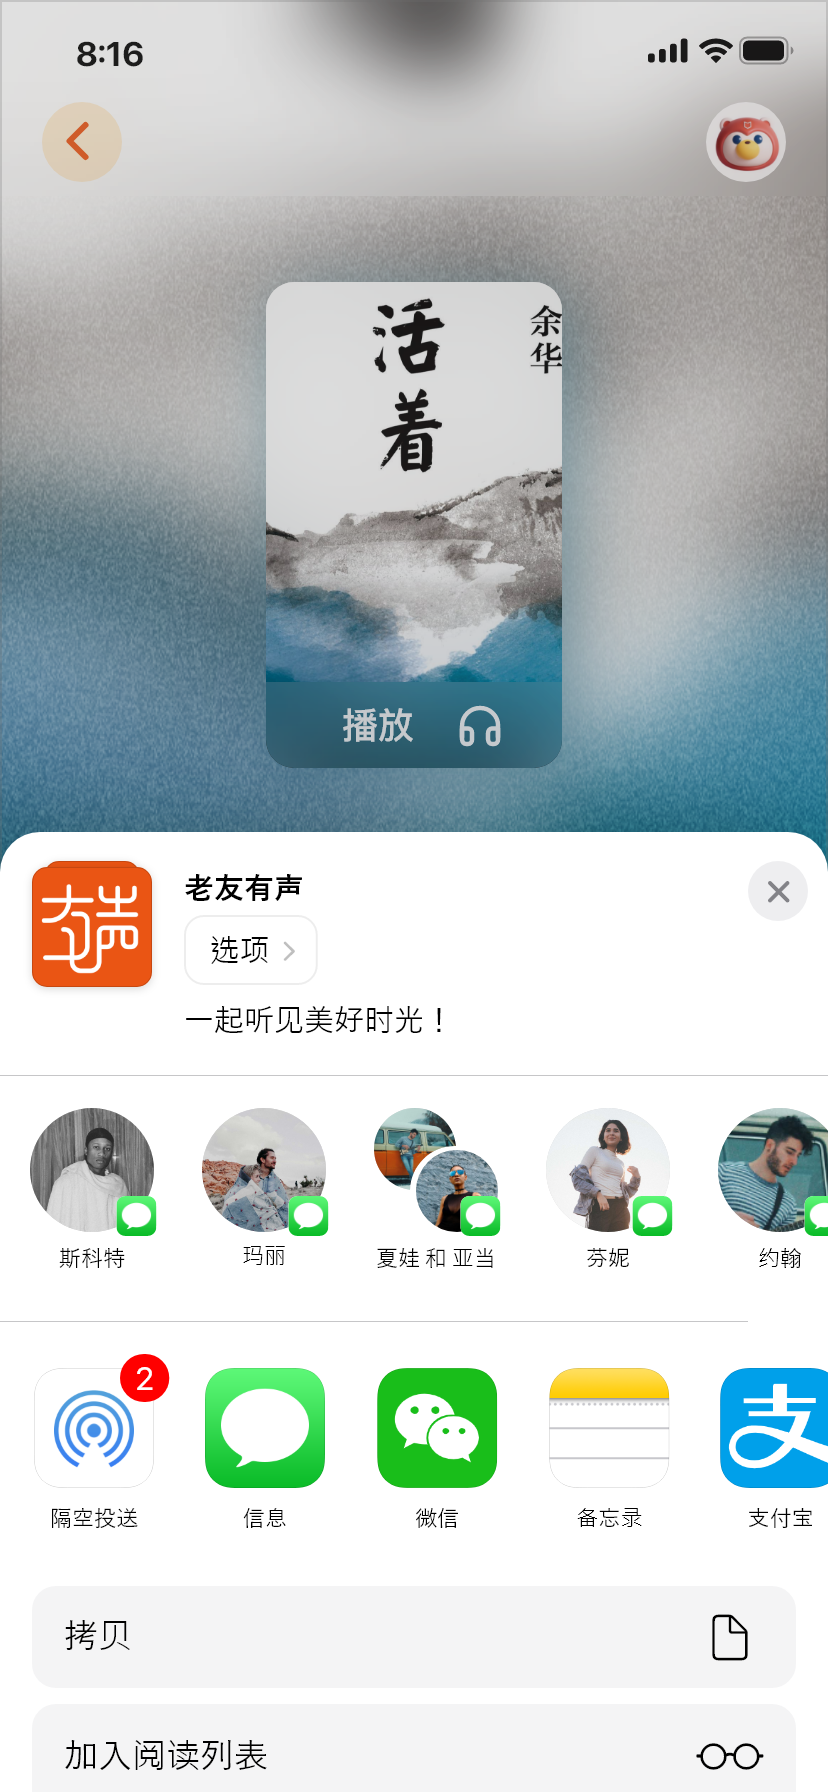 8:16
活着
余华
播放
老友有声
选项
一起听见美好时光！
斯科特
玛丽
夏娃 和 亚当
芬妮
约翰
2
隔空投送
信息
微信
备忘录
支付宝
拷贝
加入阅读列表